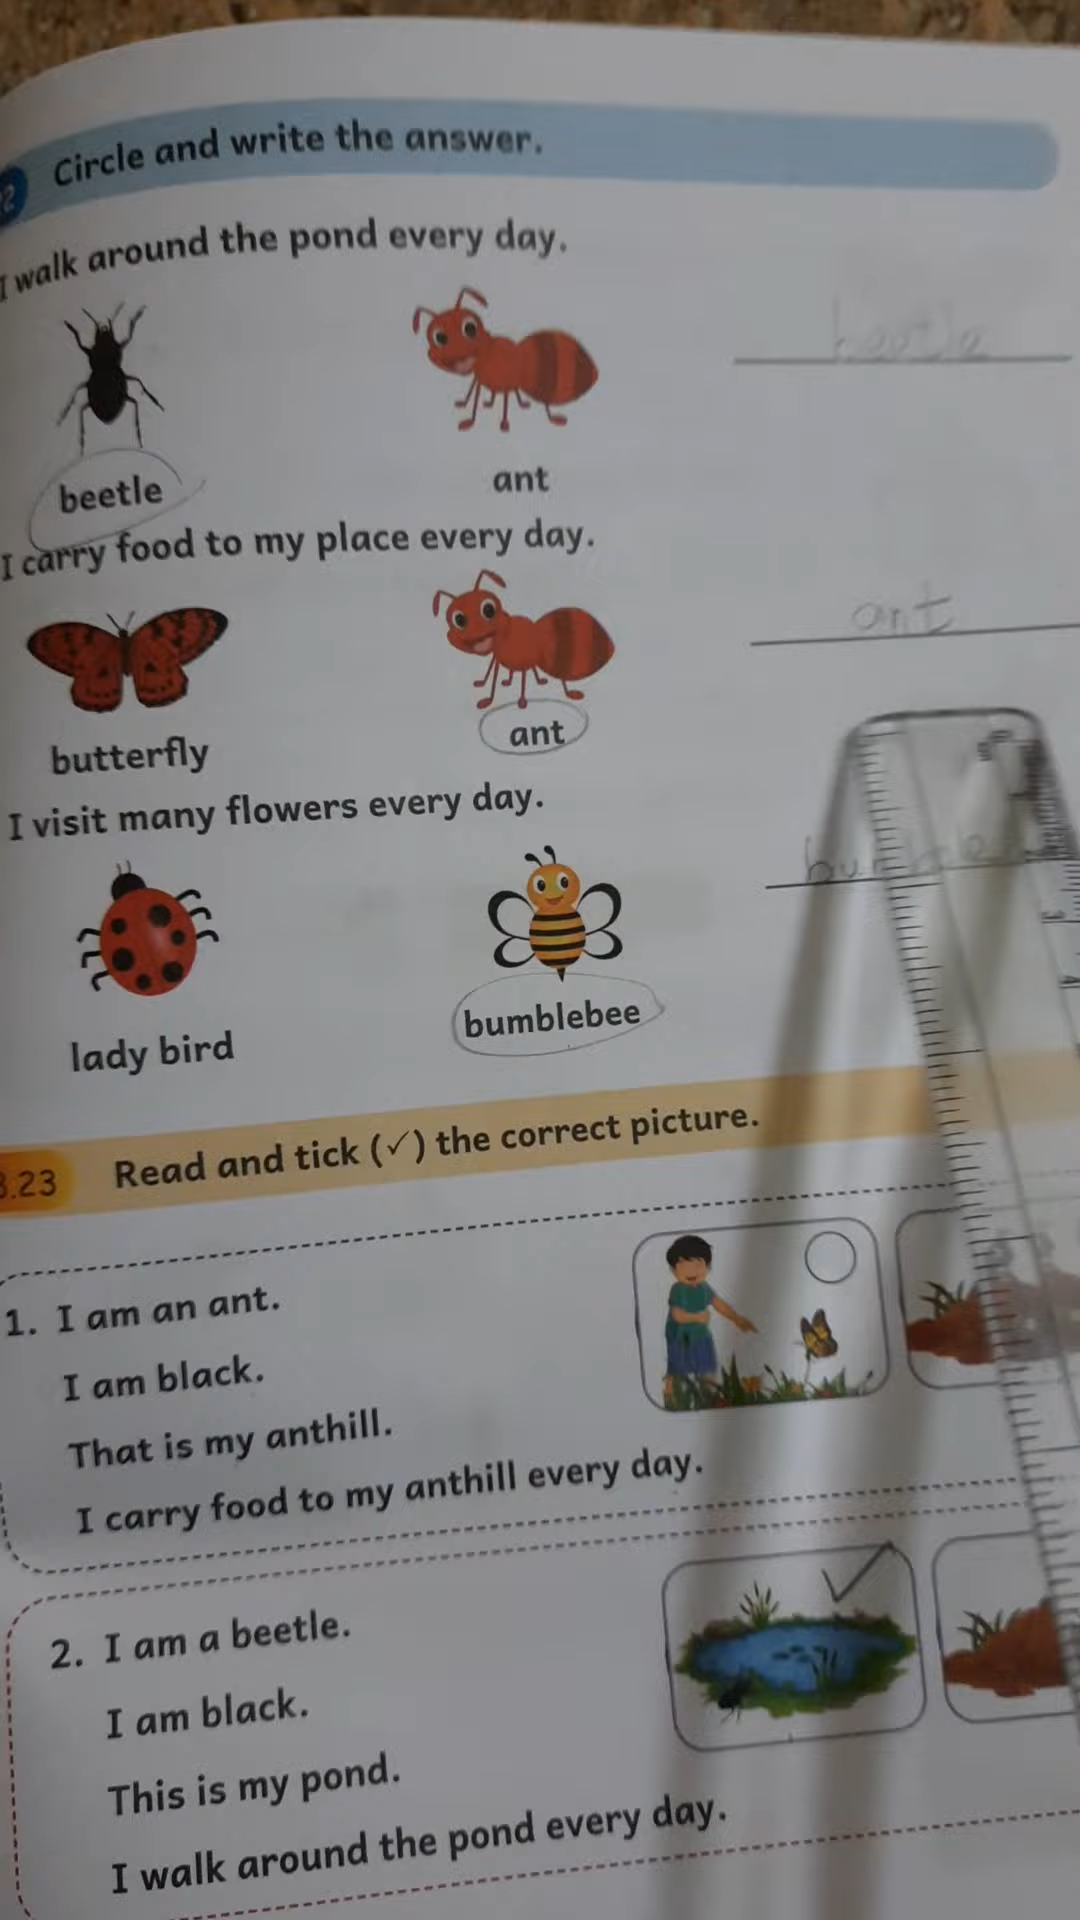 Circle and write the answer.
I walk around the pond every day.
beetle
beetle ant
I carry food to my place every day.
ant
butterfly ant
I visit many flowers every day.
lady bird bumblebee
3.23 Read and tick (✓) the correct picture.
1. I am an ant.
I am black.
That is my anthill.
I carry food to my anthill every day.
2. I am a beetle.
I am black.
This is my pond.
I walk around the pond every day.